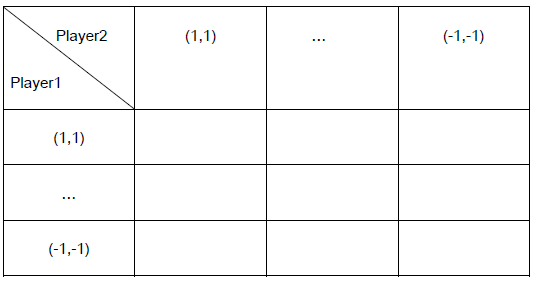 Player2 (1,1) ... (-1,-1)
Player1
(1,1)
...
(-1,-1)